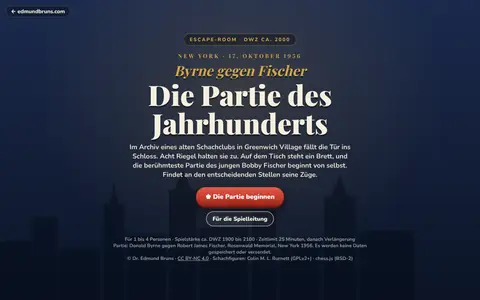 ← edmundbruns.com
ESCAPE-ROOM · DWZ CA. 2000
NEW YORK · 17. OKTOBER 1956
Byrne gegen Fischer
Die Partie des
Jahrhunderts
Im Archiv eines alten Schachclubs in Greenwich Village fällt die Tür ins
Schloss. Acht Riegel halten sie zu. Auf dem Tisch steht ein Brett, und
die berühmteste Partie des jungen Bobby Fischer beginnt von selbst.
Findet an den entscheidenden Stellen seine Züge.
Die Partie beginnen
Für die Spielleitung
Für 1 bis 4 Personen · Spielstärke ca. DWZ 1900 bis 2100 · Zeitlimit 25 Minuten, danach Verlängerung
Partie: Donald Byrne gegen Robert James Fischer, Rosenwald Memorial, New York 1956. Es werden keine Daten
gespeichert oder versendet.
© Dr. Edmund Bruns · CC BY-NC 4.0 · Schachfiguren: Colin M. L. Burnett (GPLv2+) · chess.js (BSD-2)